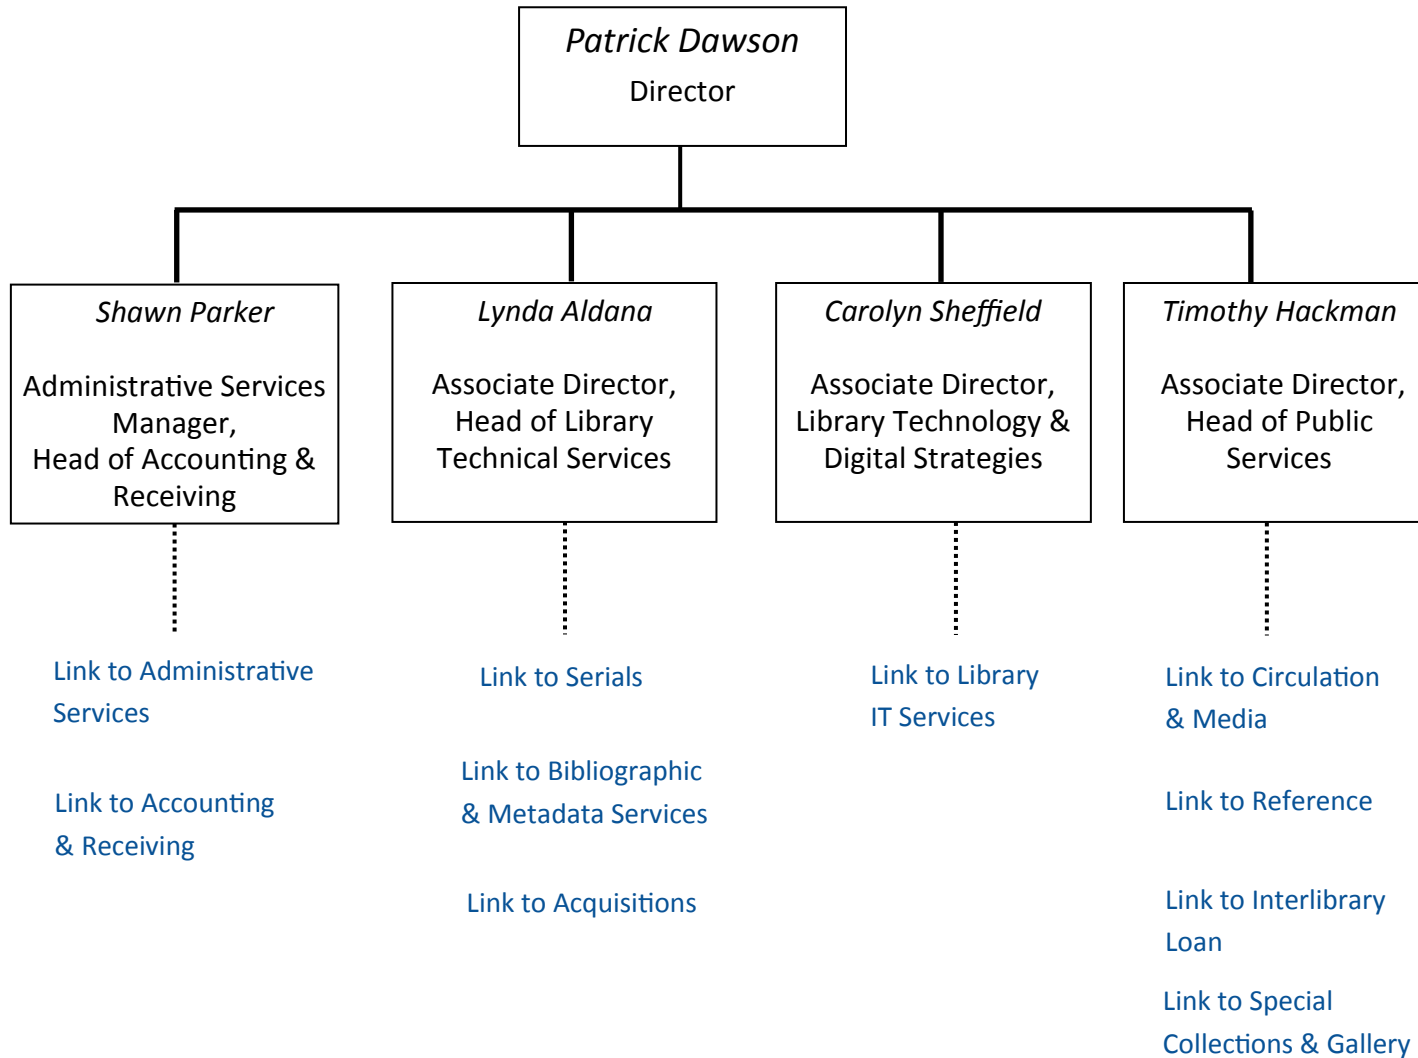 Patrick Dawson
Director
Shawn Parker
Administrative Services
Manager,
Head of Accounting &
Receiving
Lynda Aldana
Associate Director,
Head of Library
Technical Services
Carolyn Sheffield
Associate Director,
Library Technology &
Digital Strategies
Timothy Hackman
Associate Director,
Head of Public
Services
Link to Administrative
Services
Link to Accounting
& Receiving
Link to Serials
Link to Bibliographic
& Metadata Services
Link to Acquisitions
Link to Library
IT Services
Link to Circulation
& Media
Link to Reference
Link to Interlibrary
Loan
Link to Special
Collections & Gallery